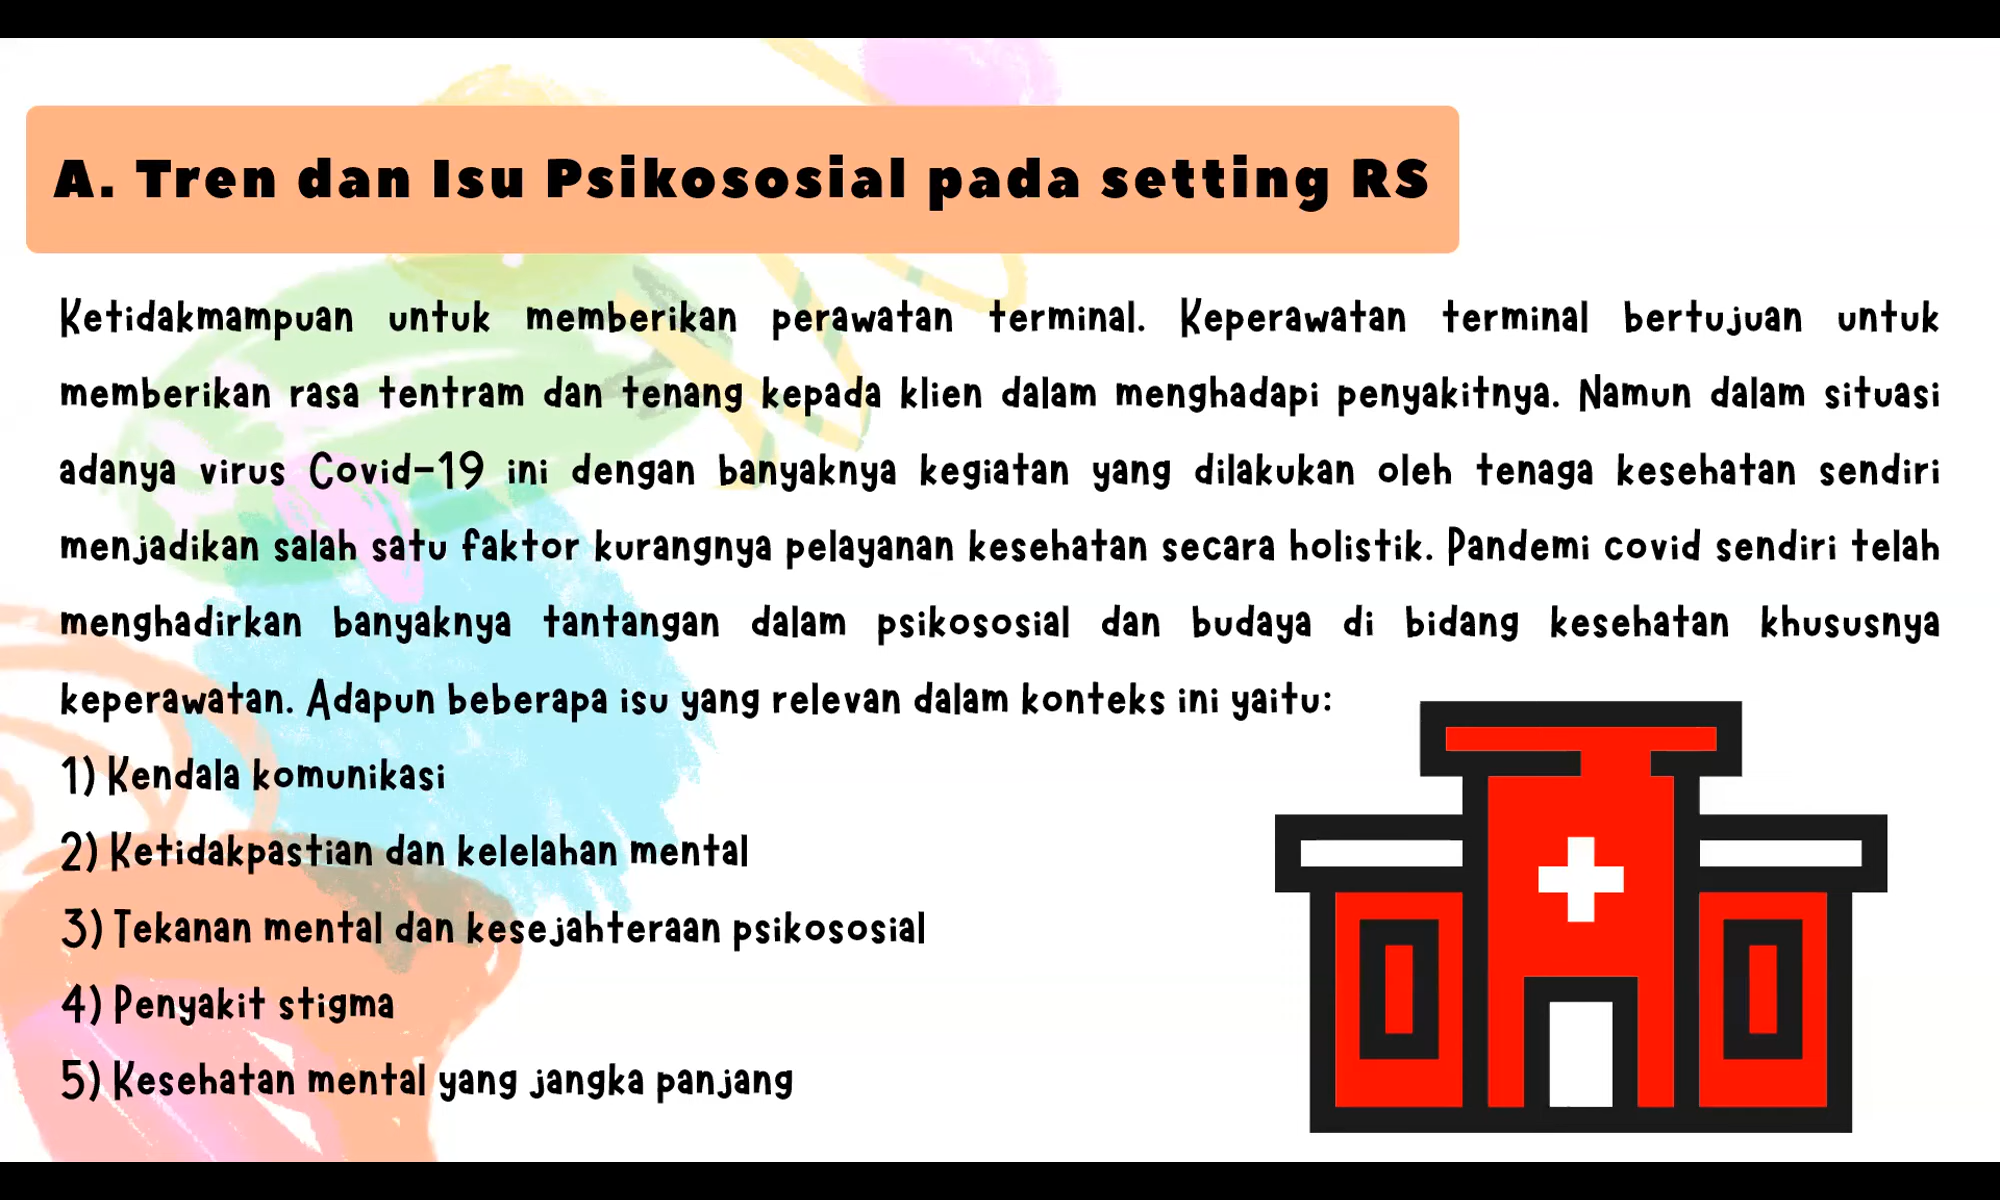 A. Tren dan Isu Psikososial pada setting RS
Ketidakmampuan untuk memberikan perawatan terminal. Keperawatan terminal bertujuan untuk
memberikan rasa tentram dan tenang kepada klien dalam menghadapi penyakitnya. Namun dalam situasi
adanya virus Covid-19 ini dengan banyaknya kegiatan yang dilakukan oleh tenaga kesehatan sendiri
menjadikan salah satu faktor kurangnya pelayanan kesehatan secara holistik. Pandemi covid sendiri telah
menghadirkan banyaknya tantangan dalam psikososial dan budaya di bidang kesehatan khususnya
keperawatan. Adapun beberapa isu yang relevan dalam konteks ini yaitu:
1) Kendala komunikasi
2) Ketidakpastian dan kelelahan mental
3) Tekanan mental dan kesejahteraan psikososial
4) Penyakit stigma
5) Kesehatan mental yang jangka panjang